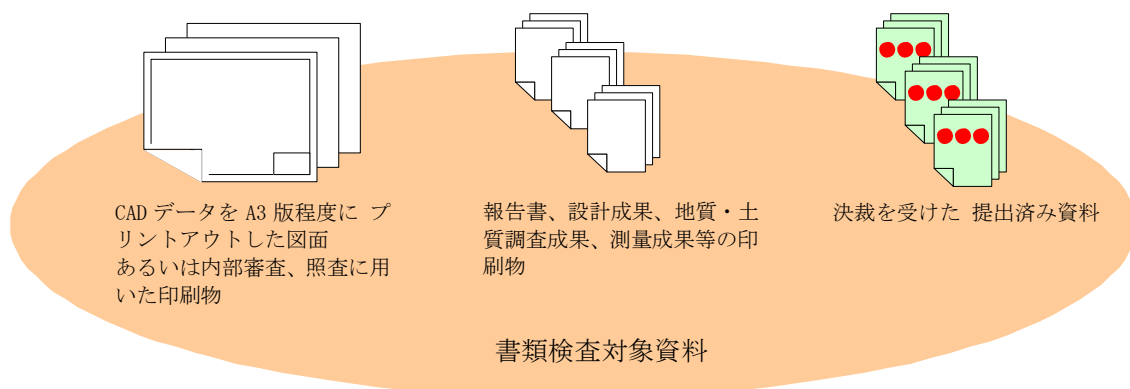 CAD データを A3 版程度に プ
リントアウトした図面
あるいは内部審査、照査に用
いた印刷物
報告書、設計成果、地質・土
質調査成果、測量成果等の印
刷物
決裁を受けた 提出済み資料
書類検査対象資料